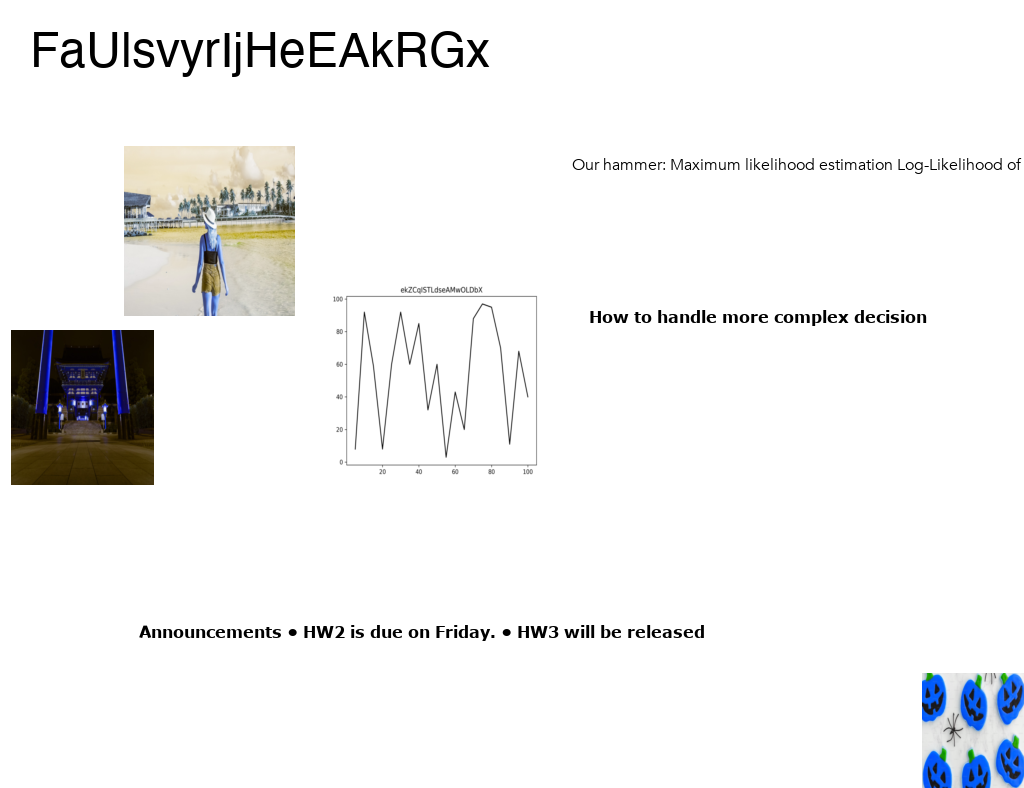 FaUlsvyrIjHeEAkRGx
Our hammer: Maximum likelihood estimation Log-Likelihood of
ekZCqlSTLdseAMwOLDbX
100
80
60
40
20
0
20 40 60 80 100
How to handle more complex decision
Announcements ● HW2 is due on Friday. ● HW3 will be released